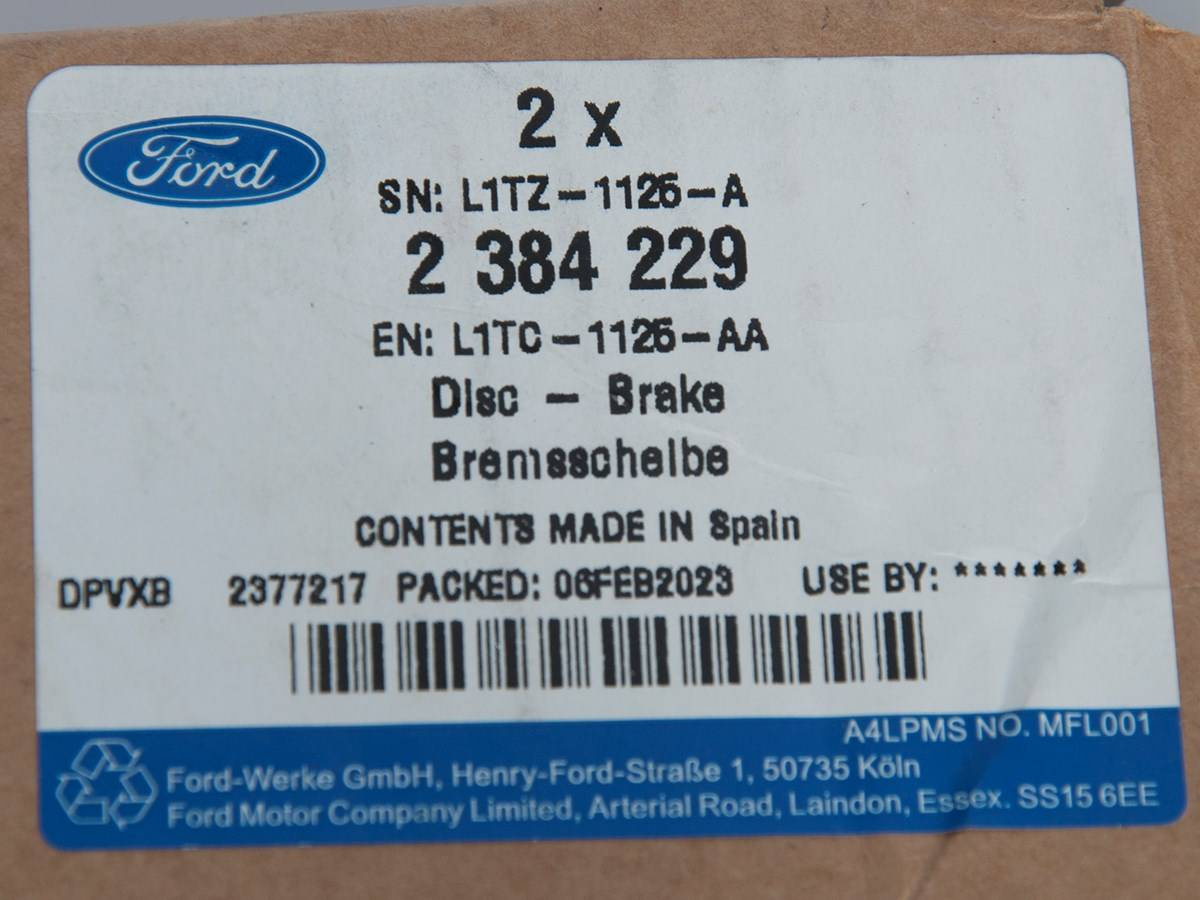 Ford
2 x
SN: L1TZ-1125-A
2 384 229
EN: L1TC-1125-AA
Disc - Brake
Bremsscheibe
CONTENTS MADE IN Spain
DPVXB 2377217 PACKED: 06FEB2023 USE BY: *******
A4LPMS NO. MFL001
Ford-Werke GmbH, Henry-Ford-Straße 1, 50735 Köln
Ford Motor Company Limited, Arterial Road, Laindon, Essex. SS15 6EE